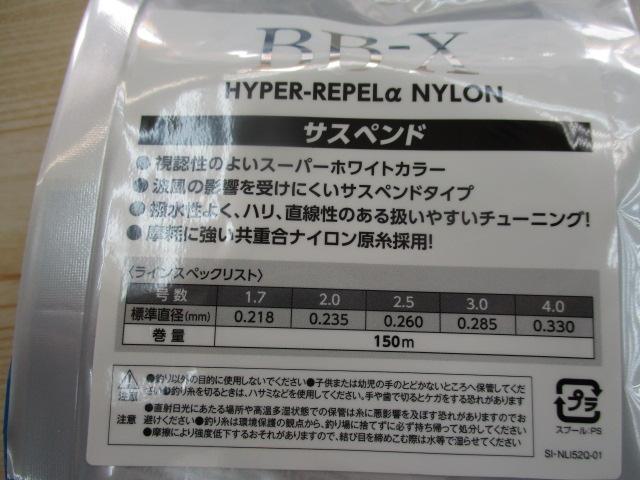 BB-X
HYPER-REPELα NYLON
サスペンド
●視認性のよいスーパーホワイトカラー
●波風の影響を受けにくいサスペンドタイプ
●撥水性よく、ハリ、直線性のある扱いやすいチューニング!
●摩耗に強い共重合ナイロン原糸採用!
〈ラインスペックリスト〉
号数 1.7 2.0 2.5 3.0 4.0
標準直径(mm) 0.218 0.235 0.260 0.285 0.330
巻量 150m
注意 ●釣り以外の目的に使用しないでください●子供または幼児の手のとどかないところへ保管してくだ
さい●釣り糸を切るときは、ハサミなどを使用してください。手や歯で切るとケガをする恐れがあります
注意 ●直射日光にあたる場所や高温多湿状態での保管は糸に悪影響を及ぼす恐れがありますのでお
避けください●釣り糸は環境保護の観点から、釣り場に捨てずに必ず持ち帰って処分してください
●摩擦により強度低下するおそれがありますので、結び目を締めこむ際は水等で湿らせてください
プラ
スプール:PS
SI-NLI52Q-01